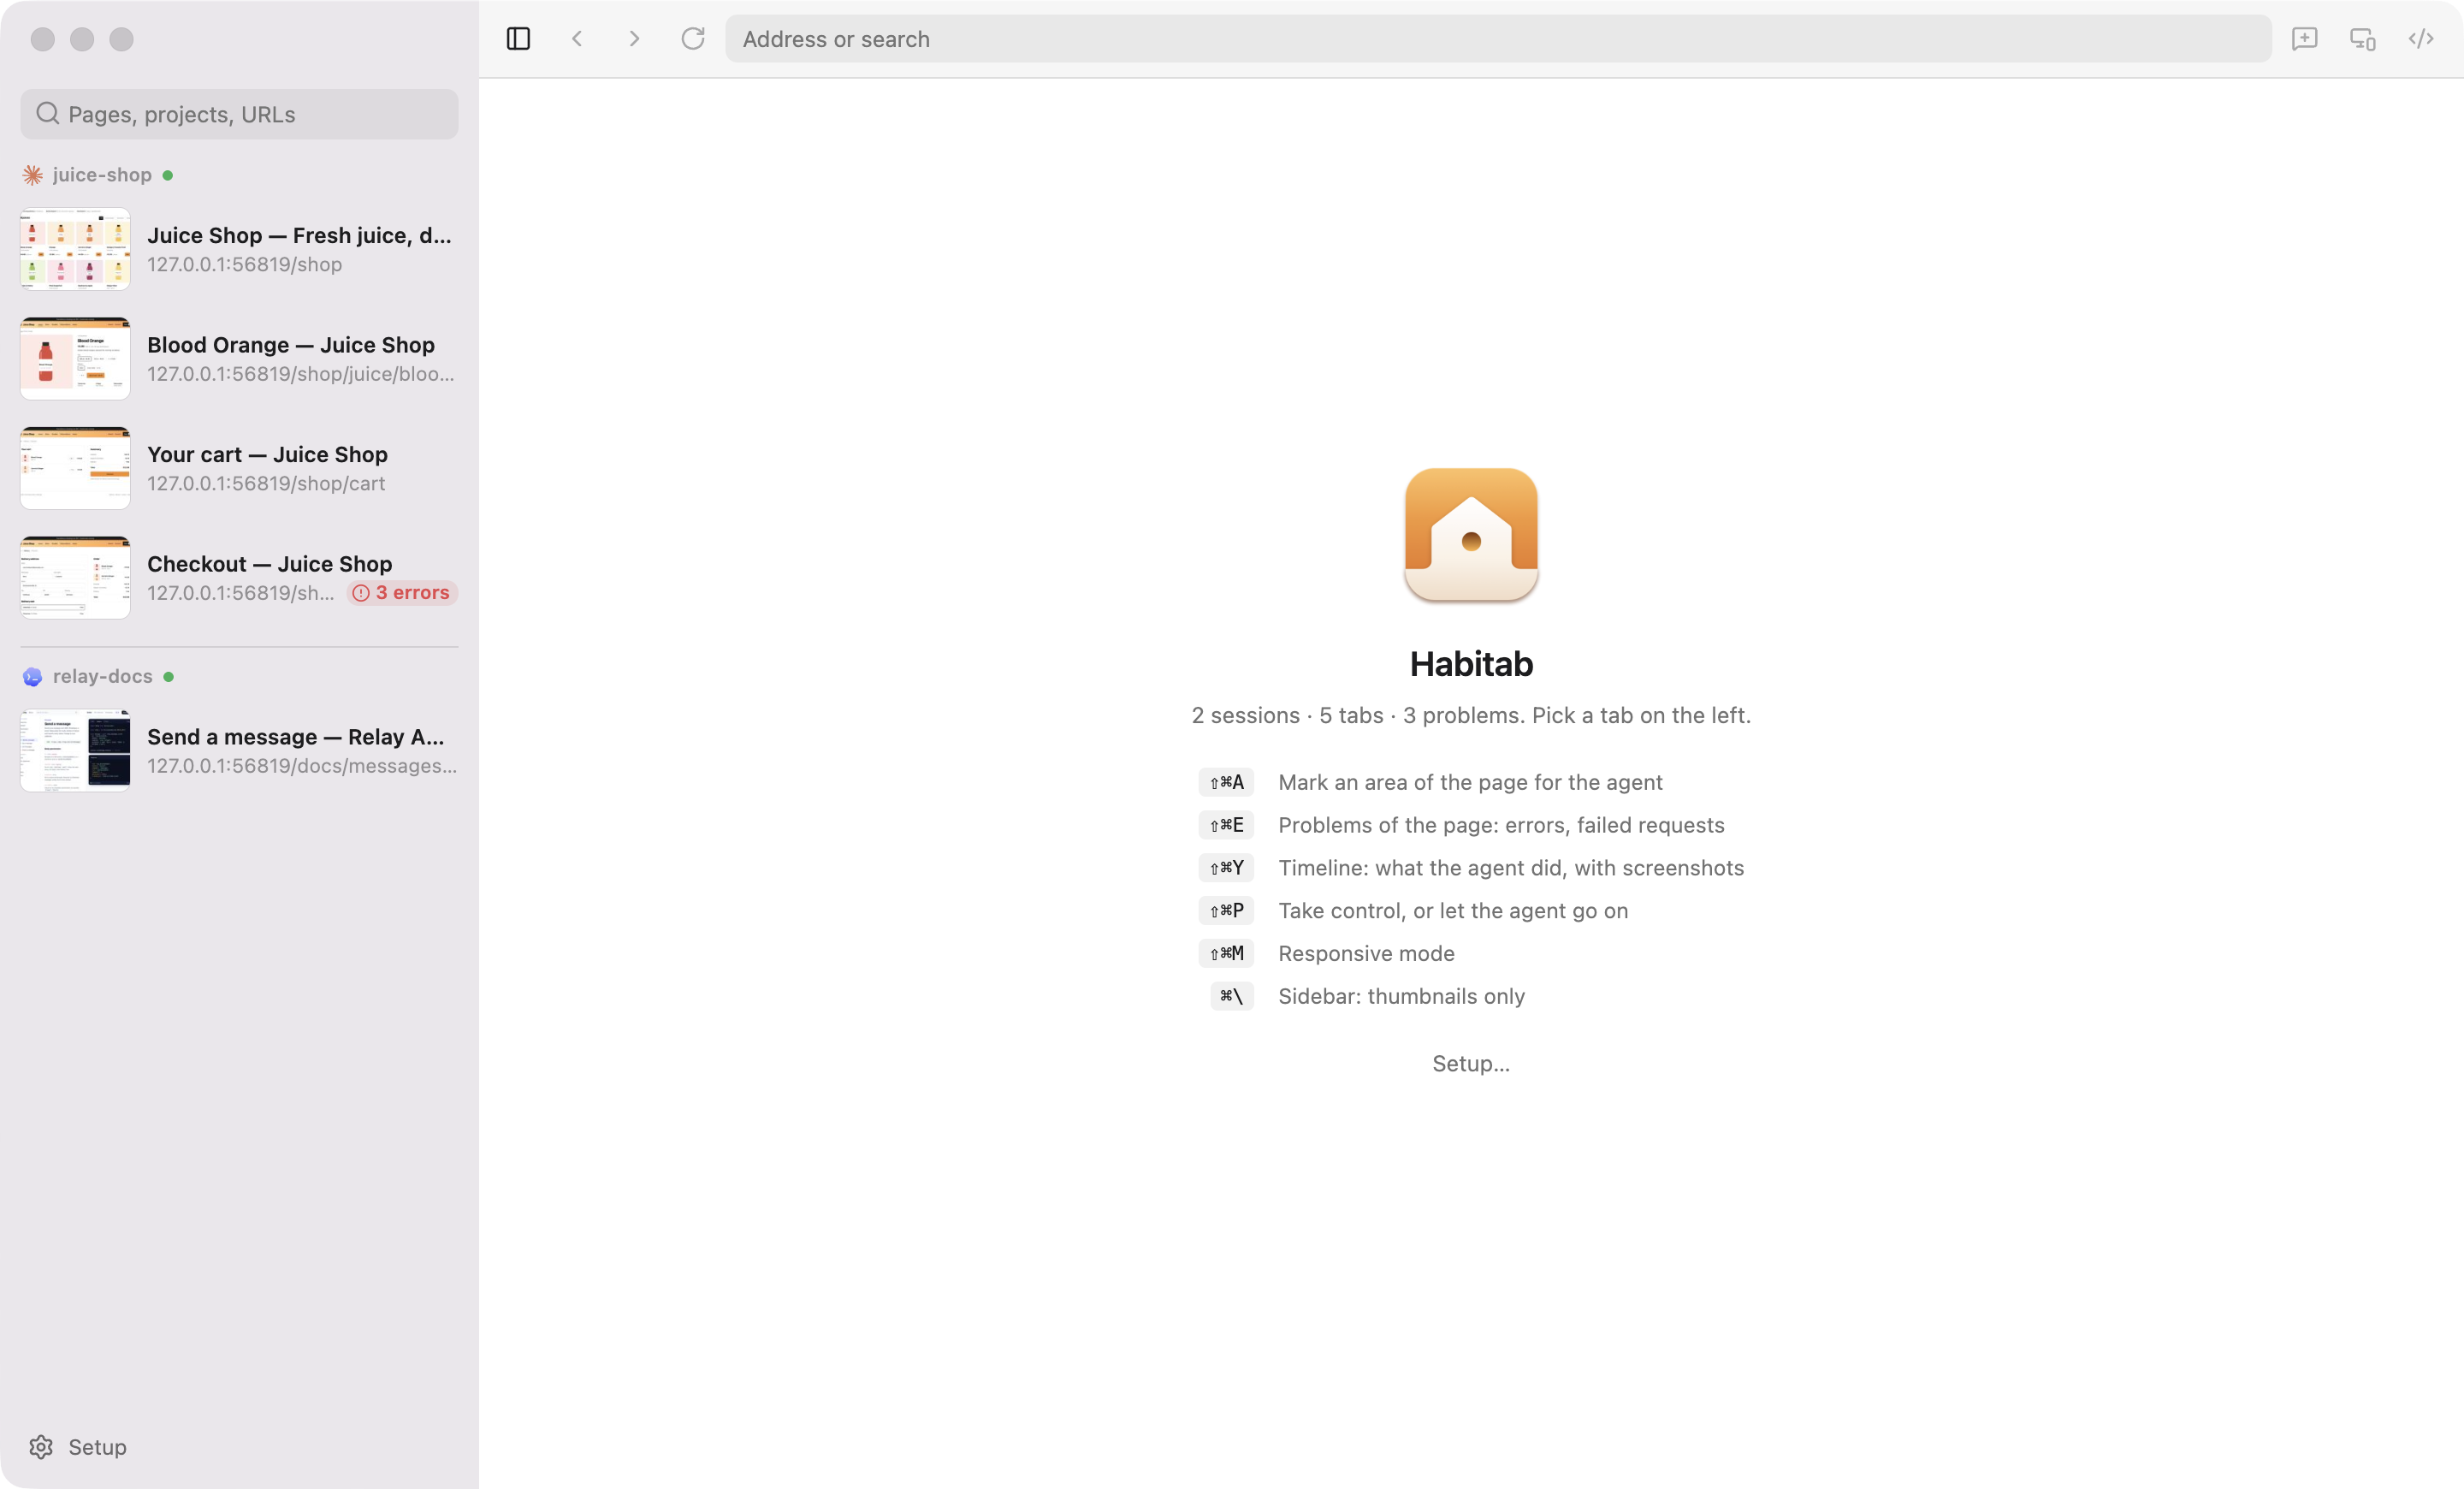 Address or search
Pages, projects, URLs
juice-shop
Juice Shop — Fresh juice, d...
127.0.0.1:56819/shop
Blood Orange — Juice Shop
127.0.0.1:56819/shop/juice/bloo...
Your cart — Juice Shop
127.0.0.1:56819/shop/cart
Checkout — Juice Shop
127.0.0.1:56819/sh... 3 errors
relay-docs
Send a message — Relay A...
127.0.0.1:56819/docs/messages...
Setup
Habitab
2 sessions · 5 tabs · 3 problems. Pick a tab on the left.
⇧⌘A Mark an area of the page for the agent
⇧⌘E Problems of the page: errors, failed requests
⇧⌘Y Timeline: what the agent did, with screenshots
⇧⌘P Take control, or let the agent go on
⇧⌘M Responsive mode
⌘\ Sidebar: thumbnails only
Setup...